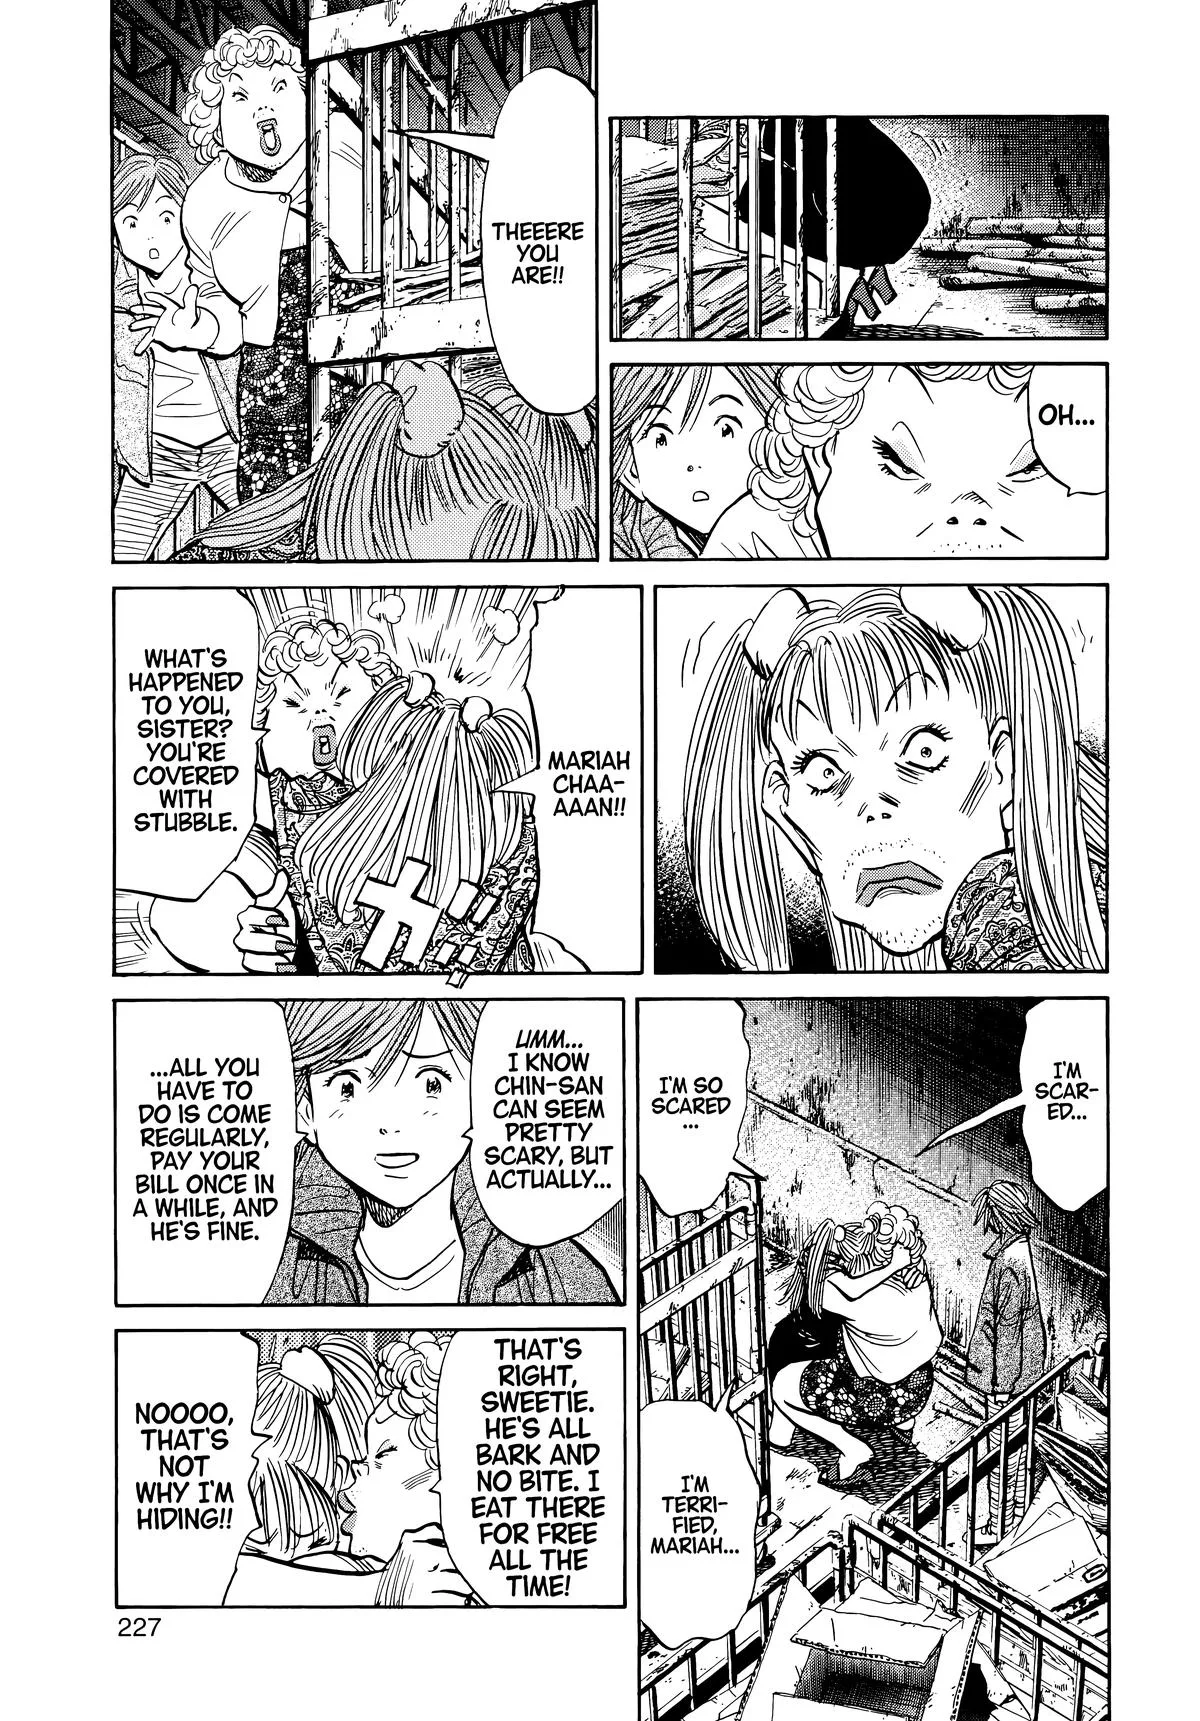 OH...
THEEERE
YOU
ARE!!
MARIAH
CHAA-
AAAN!!
ガバッ
WHAT'S
HAPPENED
TO YOU,
SISTER?
YOU'RE
COVERED
WITH
STUBBLE.
I'M
SCAR-
ED...
I'M SO
SCARED
...
I'M
TERRI-
FIED,
MARIAH...
UMM...
I KNOW
CHIN-SAN
CAN SEEM
PRETTY
SCARY, BUT
ACTUALLY...
...ALL YOU
HAVE TO
DO IS COME
REGULARLY,
PAY YOUR
BILL ONCE IN
A WHILE, AND
HE'S FINE.
THAT'S
RIGHT,
SWEETIE.
HE'S ALL
BARK AND
NO BITE. I
EAT THERE
FOR FREE
ALL THE
TIME!
NOOOO,
THAT'S
NOT
WHY I'M
HIDING!!
227